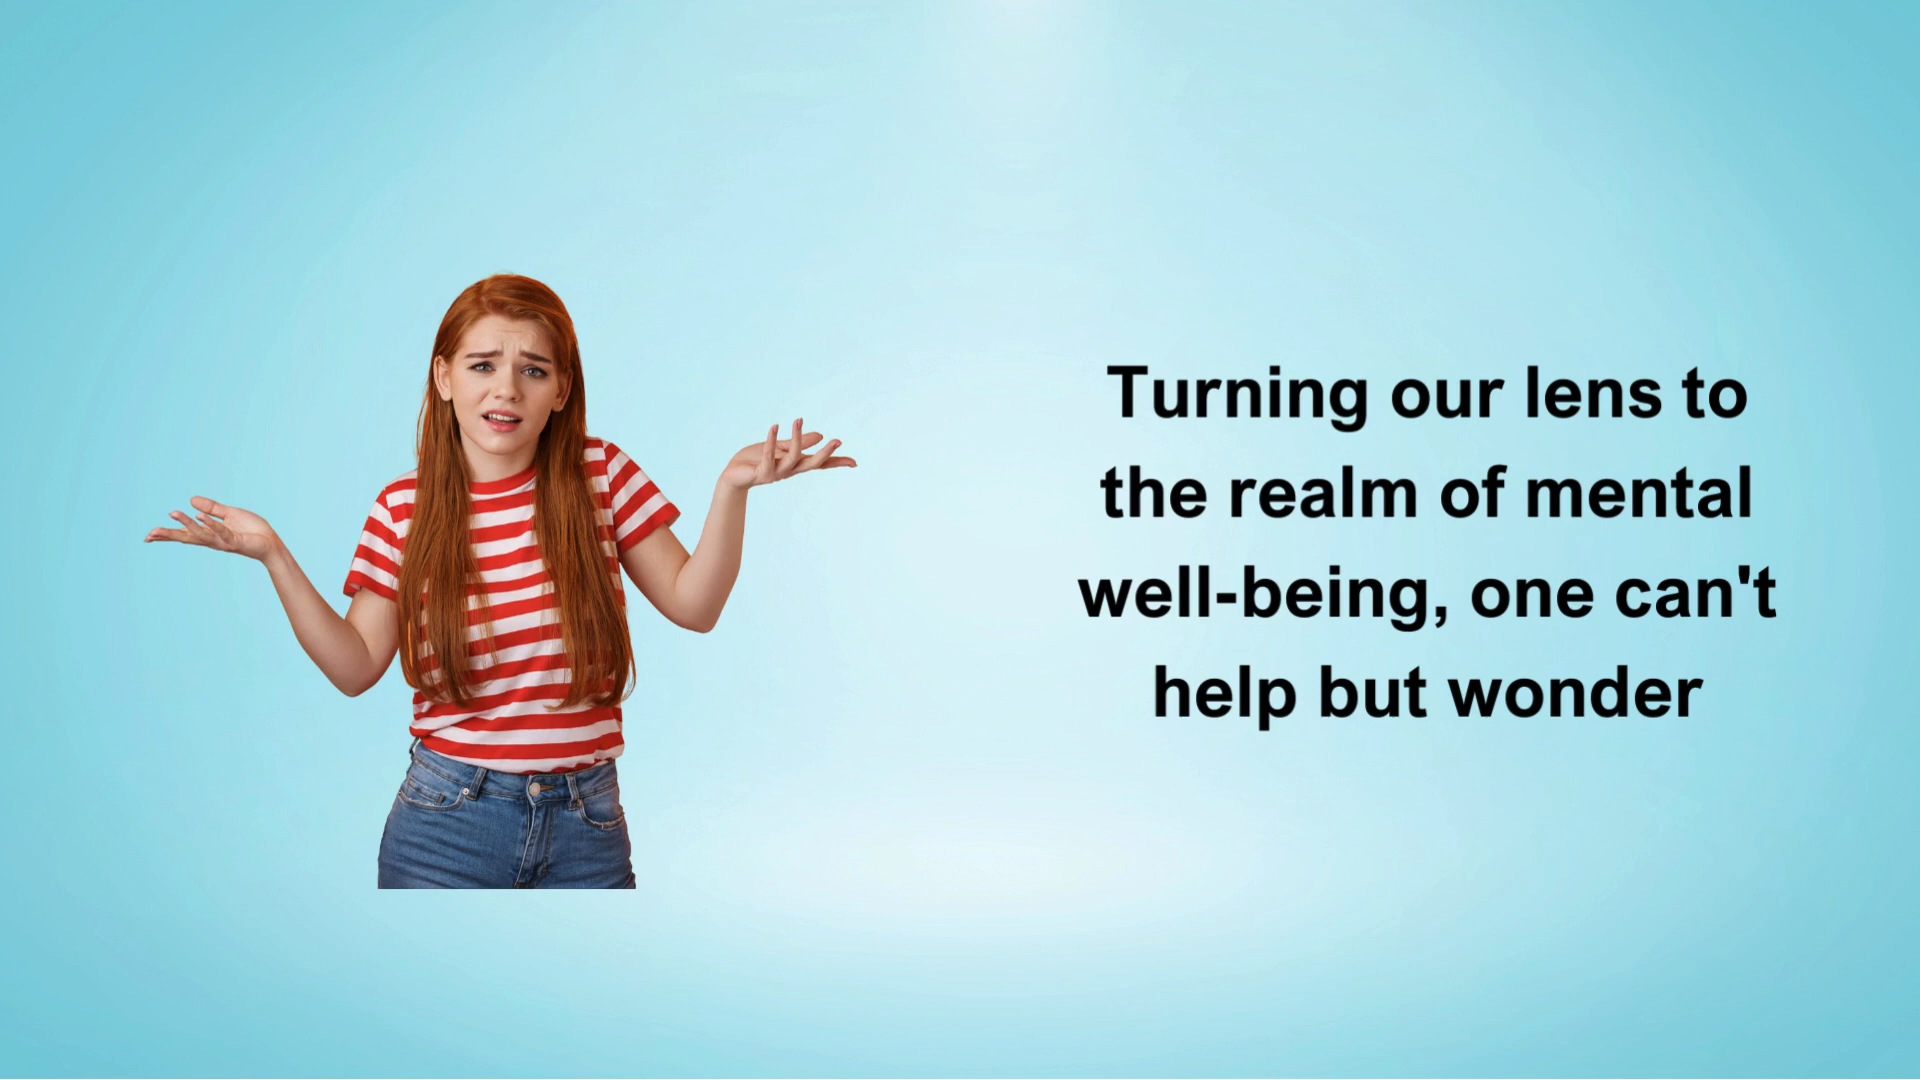 Turning our lens to
the realm of mental
well-being, one can't
help but wonder